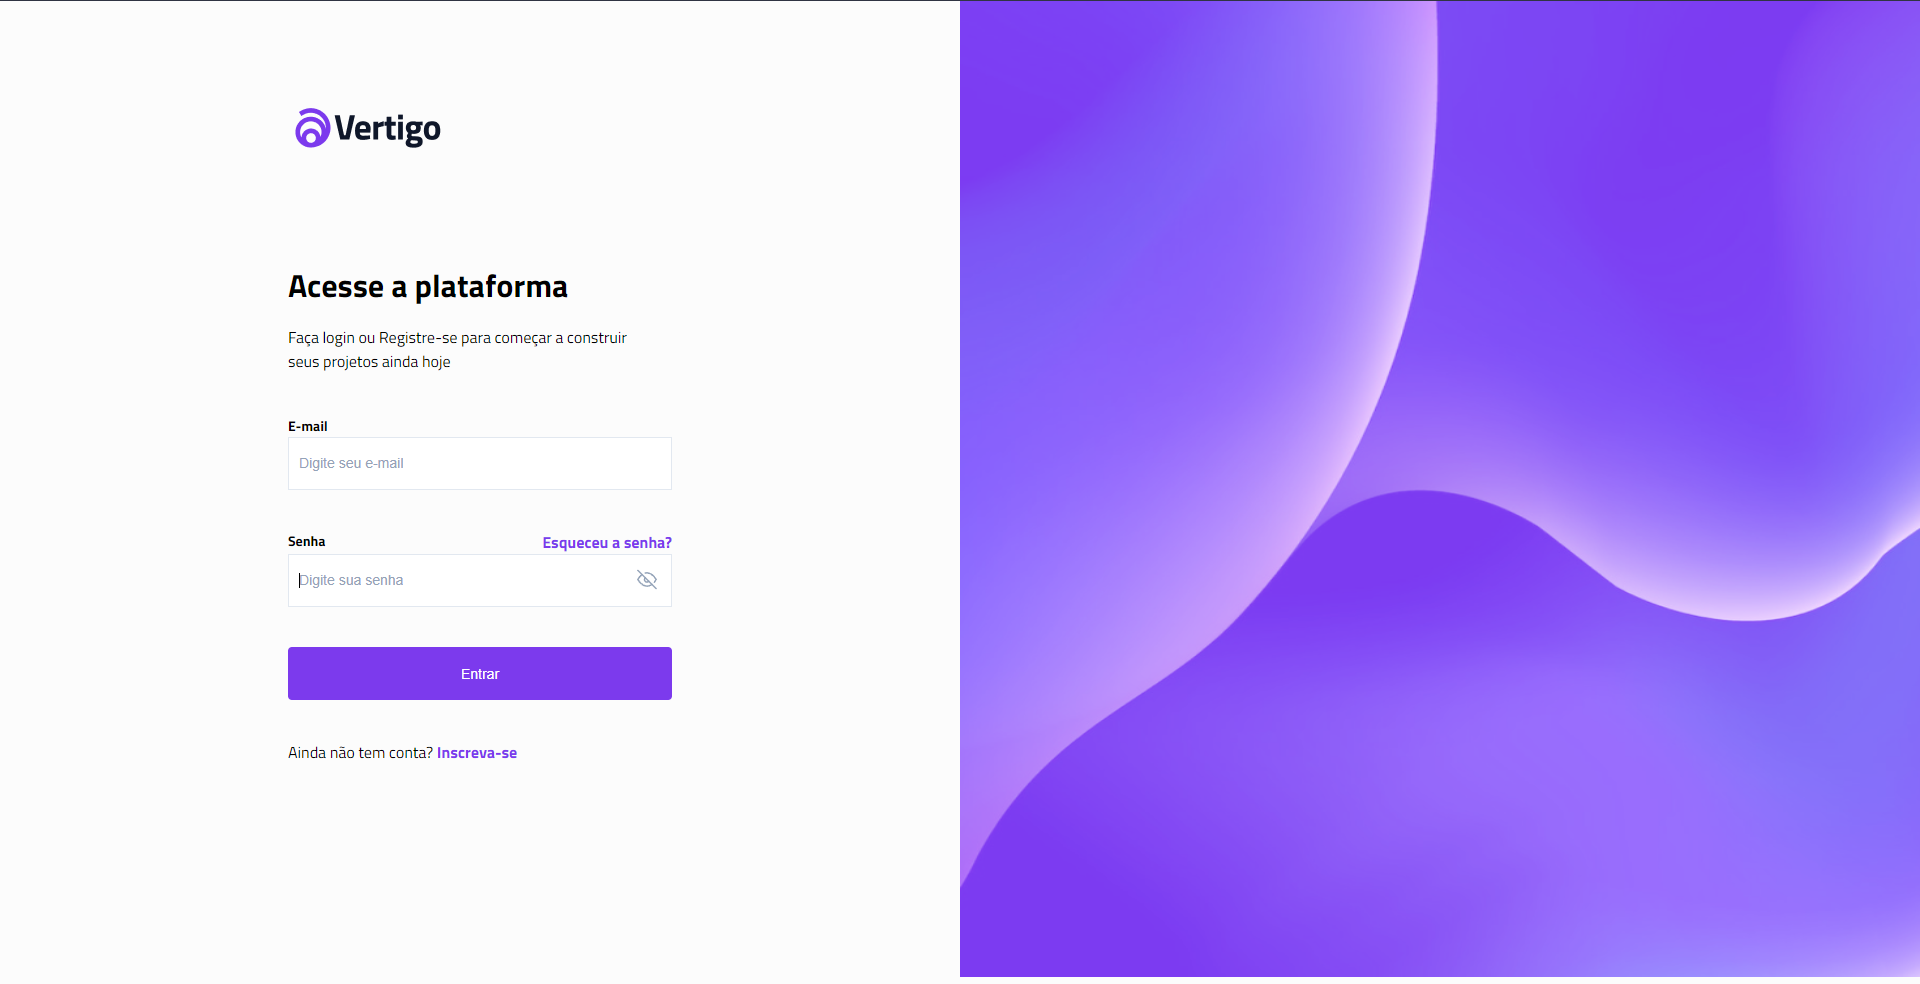 Vertigo
Acesse a plataforma
Faça login ou Registre-se para começar a construir
seus projetos ainda hoje
E-mail
Digite seu e-mail
Senha
Esqueceu a senha?
Digite sua senha
Entrar
Ainda não tem conta? Inscreva-se